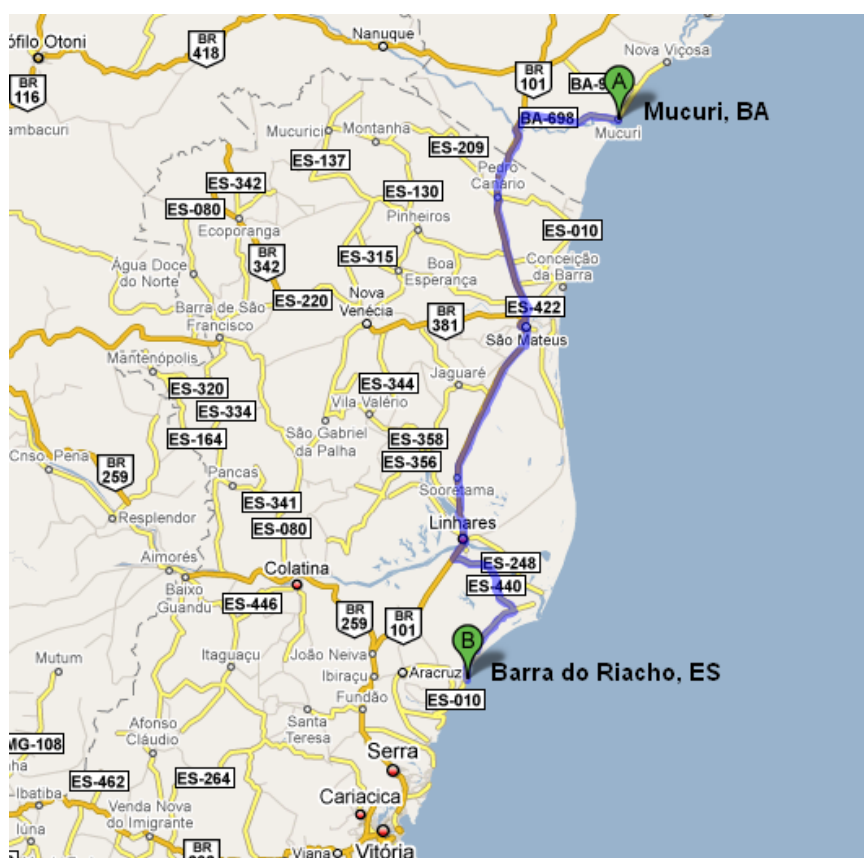 ófilo Otoni
BR
418
Nanuque
Nova Viçosa
BR
116
BR
101
BA-9
A
Mucuri, BA
BA-698
Mucuri
ambacuri
Mucurici
Montanha
ES-137
ES-209
Pedro
Canário
ES-342
ES-130
ES-080
Ecoporanga
Pinheiros
ES-010
BR
342
ES-315
Boa
Esperança
Conceição
da Barra
Água Doce
do Norte
ES-220
Nova
Venécia
ES-422
Barra de São
Francisco
BR
381
São Mateus
Mantenópolis
ES-320
ES-344
Jaguaré
ES-334
Vila Valério
ES-164
São Gabriel
da Palha
ES-358
ES-356
Cnso. Pena
BR
259
Pancas
Sooretama
ES-341
Resplendor
ES-080
Linhares
Aimorés
Colatina
ES-248
ES-440
Baixo
Guandu
ES-446
BR
259
BR
101
B
Itaguaçu
João Neiva
Mutum
Ibiraçu
Aracruz
Barra do Riacho, ES
Fundão
ES-010
Santa
Teresa
Afonso
Cláudio
MG-108
nha
Serra
ES-462
ES-264
Cariacica
Ibatiba
Venda Nova
do Imigrante
Iúna
BR
Viana
Vitória